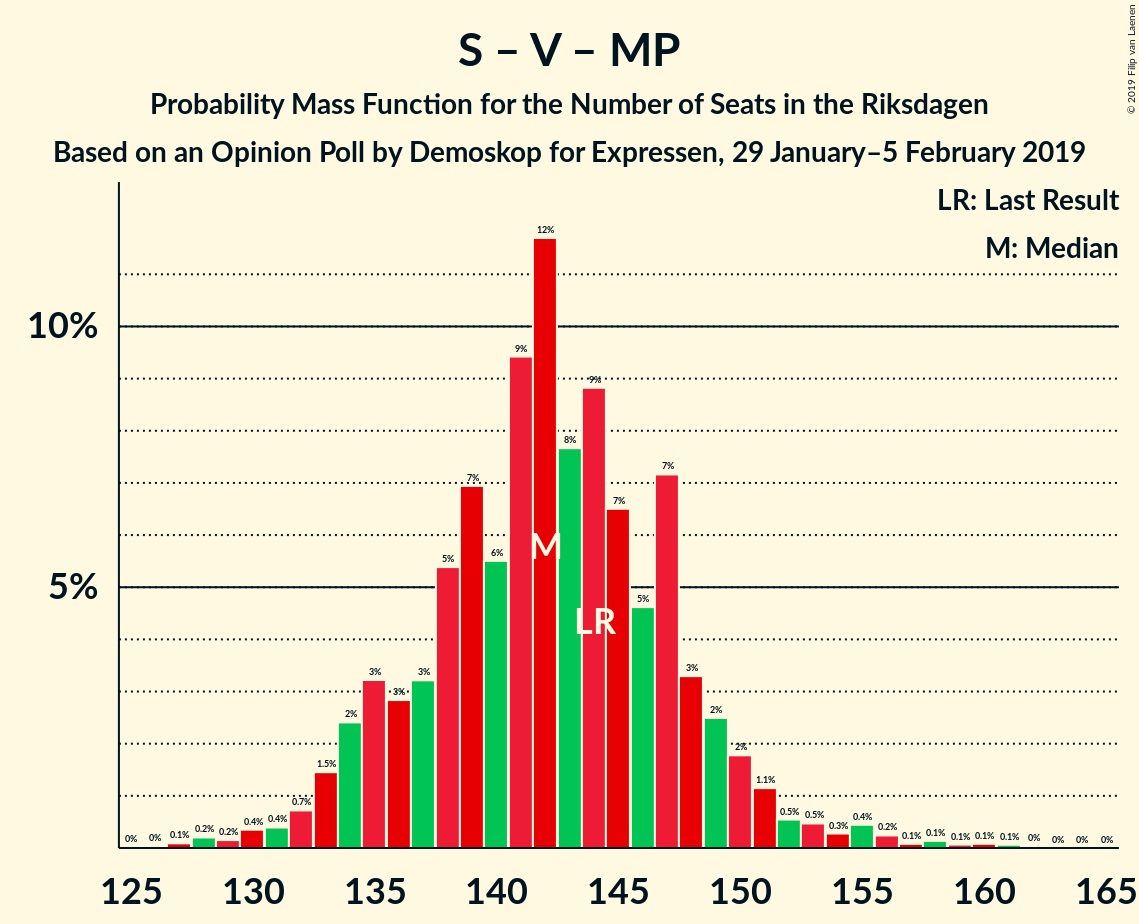 S – V – MP
Probability Mass Function for the Number of Seats in the Riksdagen
Based on an Opinion Poll by Demoskop for Expressen, 29 January–5 February 2019
© 2019 Filip van Laenen
LR: Last Result
M: Median
10%
5%
0% 0% 0.1% 0.2% 0.2% 0.4% 0.4% 0.7% 1.5% 2% 3% 3% 3% 5% 7% 6% 9% 12% 8% 9% 7% 5% 7% 3% 2% 2% 1.1% 0.5% 0.5% 0.3% 0.4% 0.2% 0.1% 0.1% 0.1% 0.1% 0.1% 0% 0% 0% 0%
M
LR
125 130 135 140 145 150 155 160 165